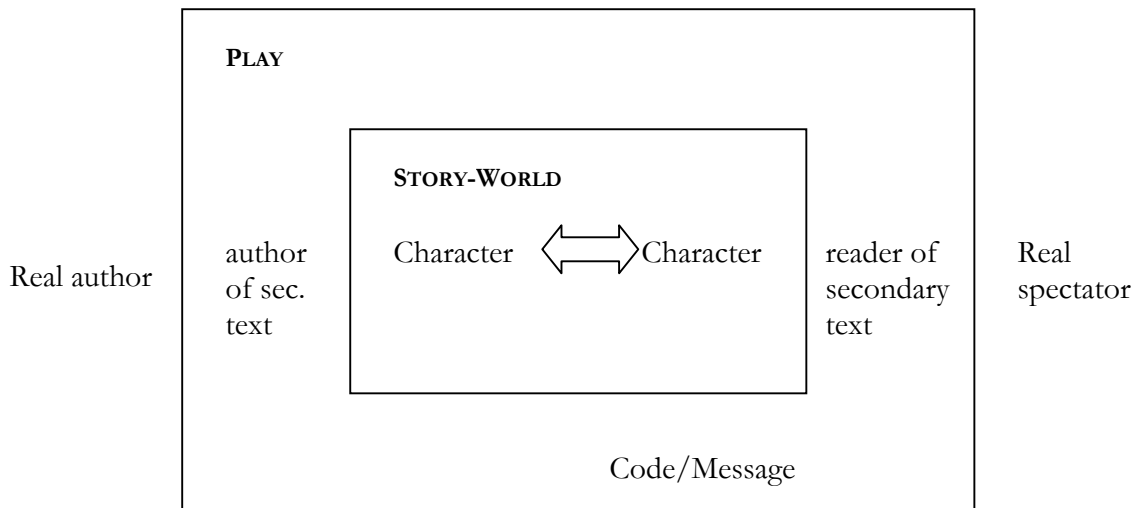 PLAY
STORY-WORLD
Real author
author
of sec.
text
Character
Character
reader of
secondary
text
Real
spectator
Code/Message